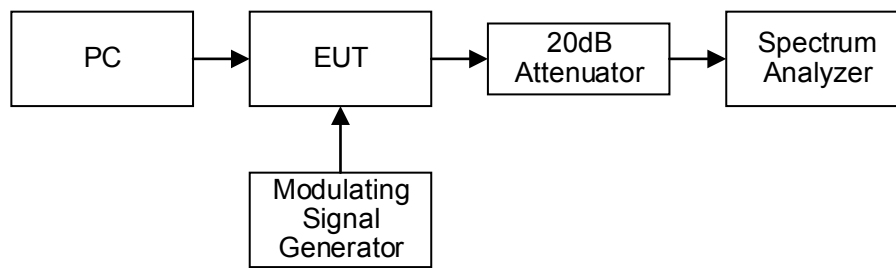 PC
EUT
20dB
Attenuator
Spectrum
Analyzer
Modulating
Signal
Generator